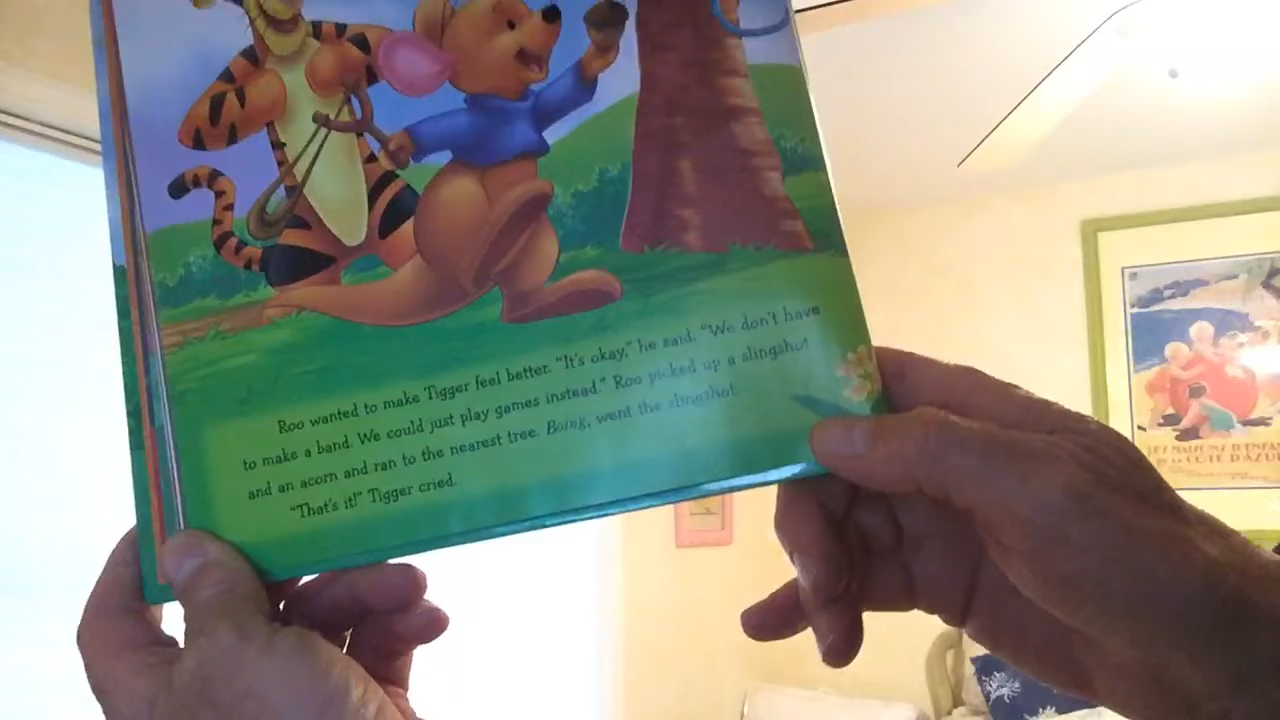 Roo wanted to make Tigger feel better. "It's okay," he said. "We don't have
to make a band. We could just play games instead." Roo picked up a slingshot
and an acorn and ran to the nearest tree. Boing, went the slingshot.
"That's it!" Tigger cried.
CÔTE D'AZUR